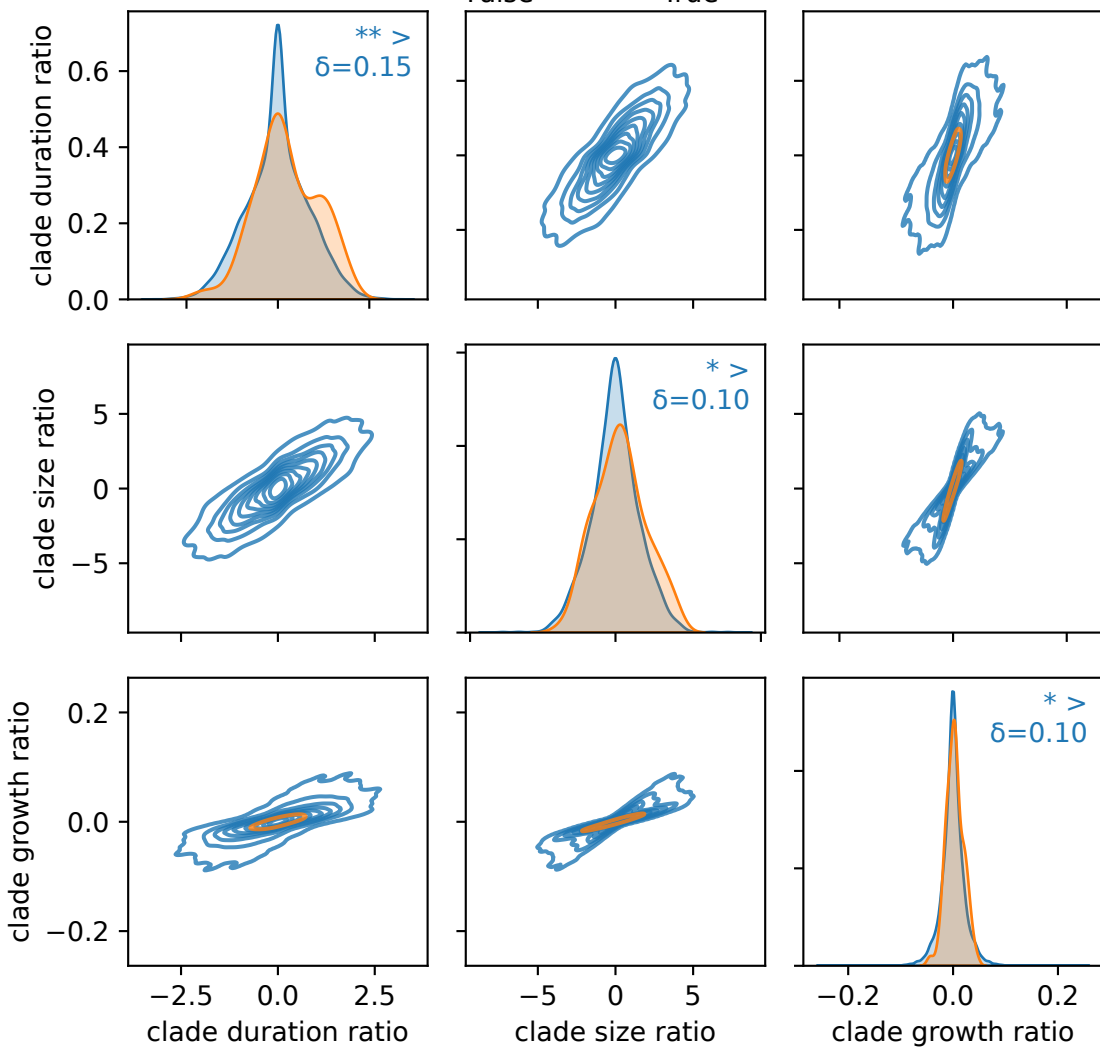 False True
clade duration ratio
0.6
0.4
0.2
0.0
** >
δ=0.15
clade size ratio
5
0
−5
* >
δ=0.10
clade growth ratio
0.2
0.0
−0.2
* >
δ=0.10
−2.5 0.0 2.5
−5 0 5
−0.2 0.0 0.2
clade duration ratio
clade size ratio
clade growth ratio